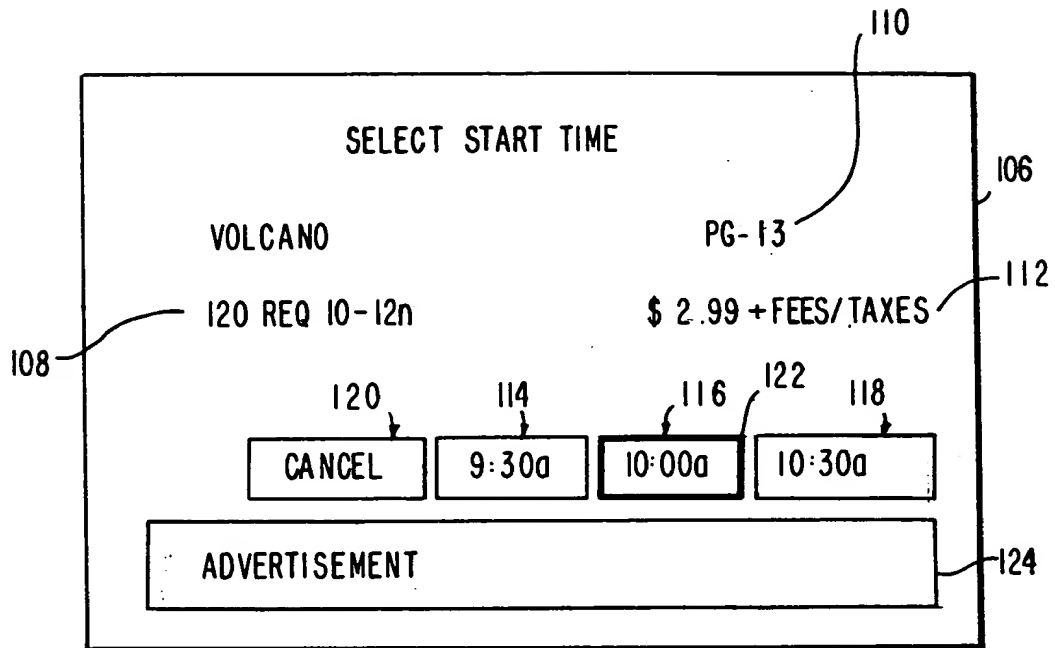 110
SELECT START TIME
106
VOLCANO PG-13
112
120 REQ 10-12n $ 2.99 + FEES/TAXES
108
120 114 116 122 118
CANCEL 9:30a 10:00a 10:30a
ADVERTISEMENT
124